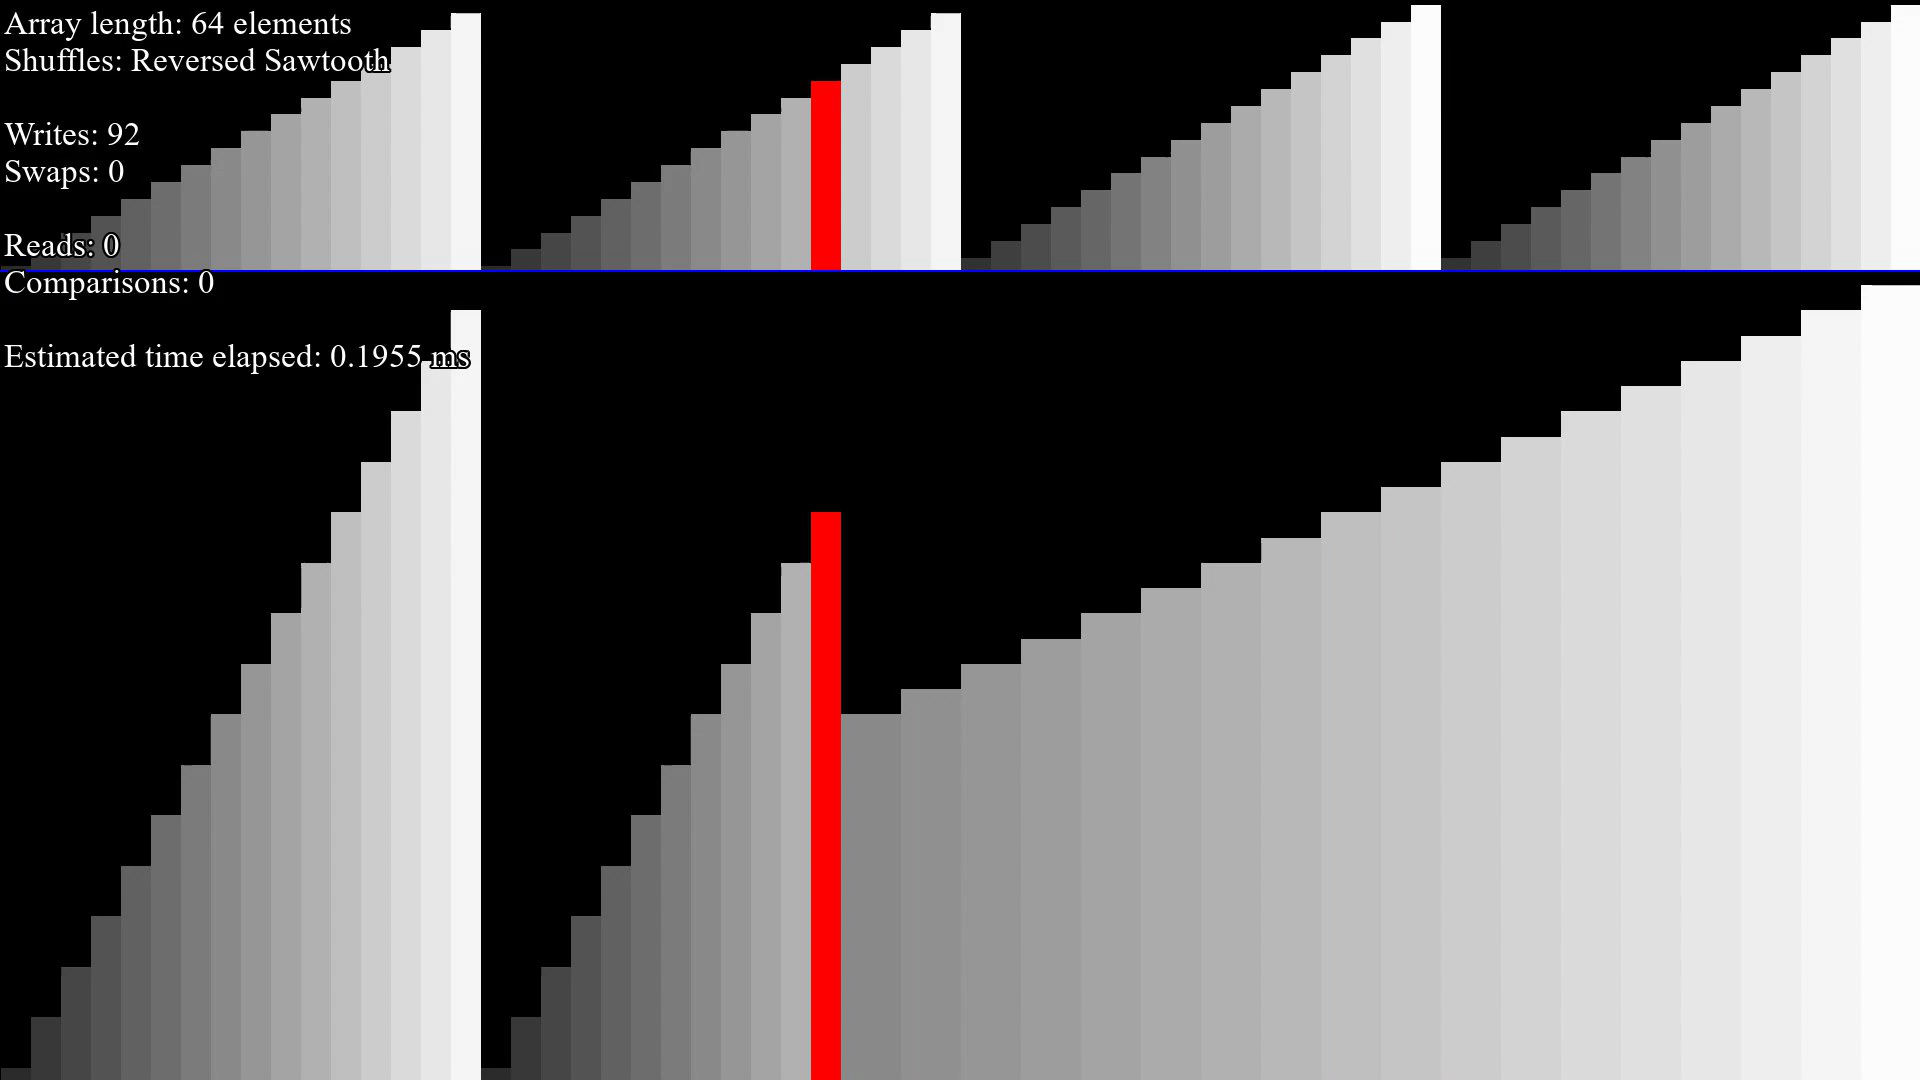 Array length: 64 elements
Shuffles: Reversed Sawtooth
Writes: 92
Swaps: 0
Reads: 0
Comparisons: 0
Estimated time elapsed: 0.1955 ms